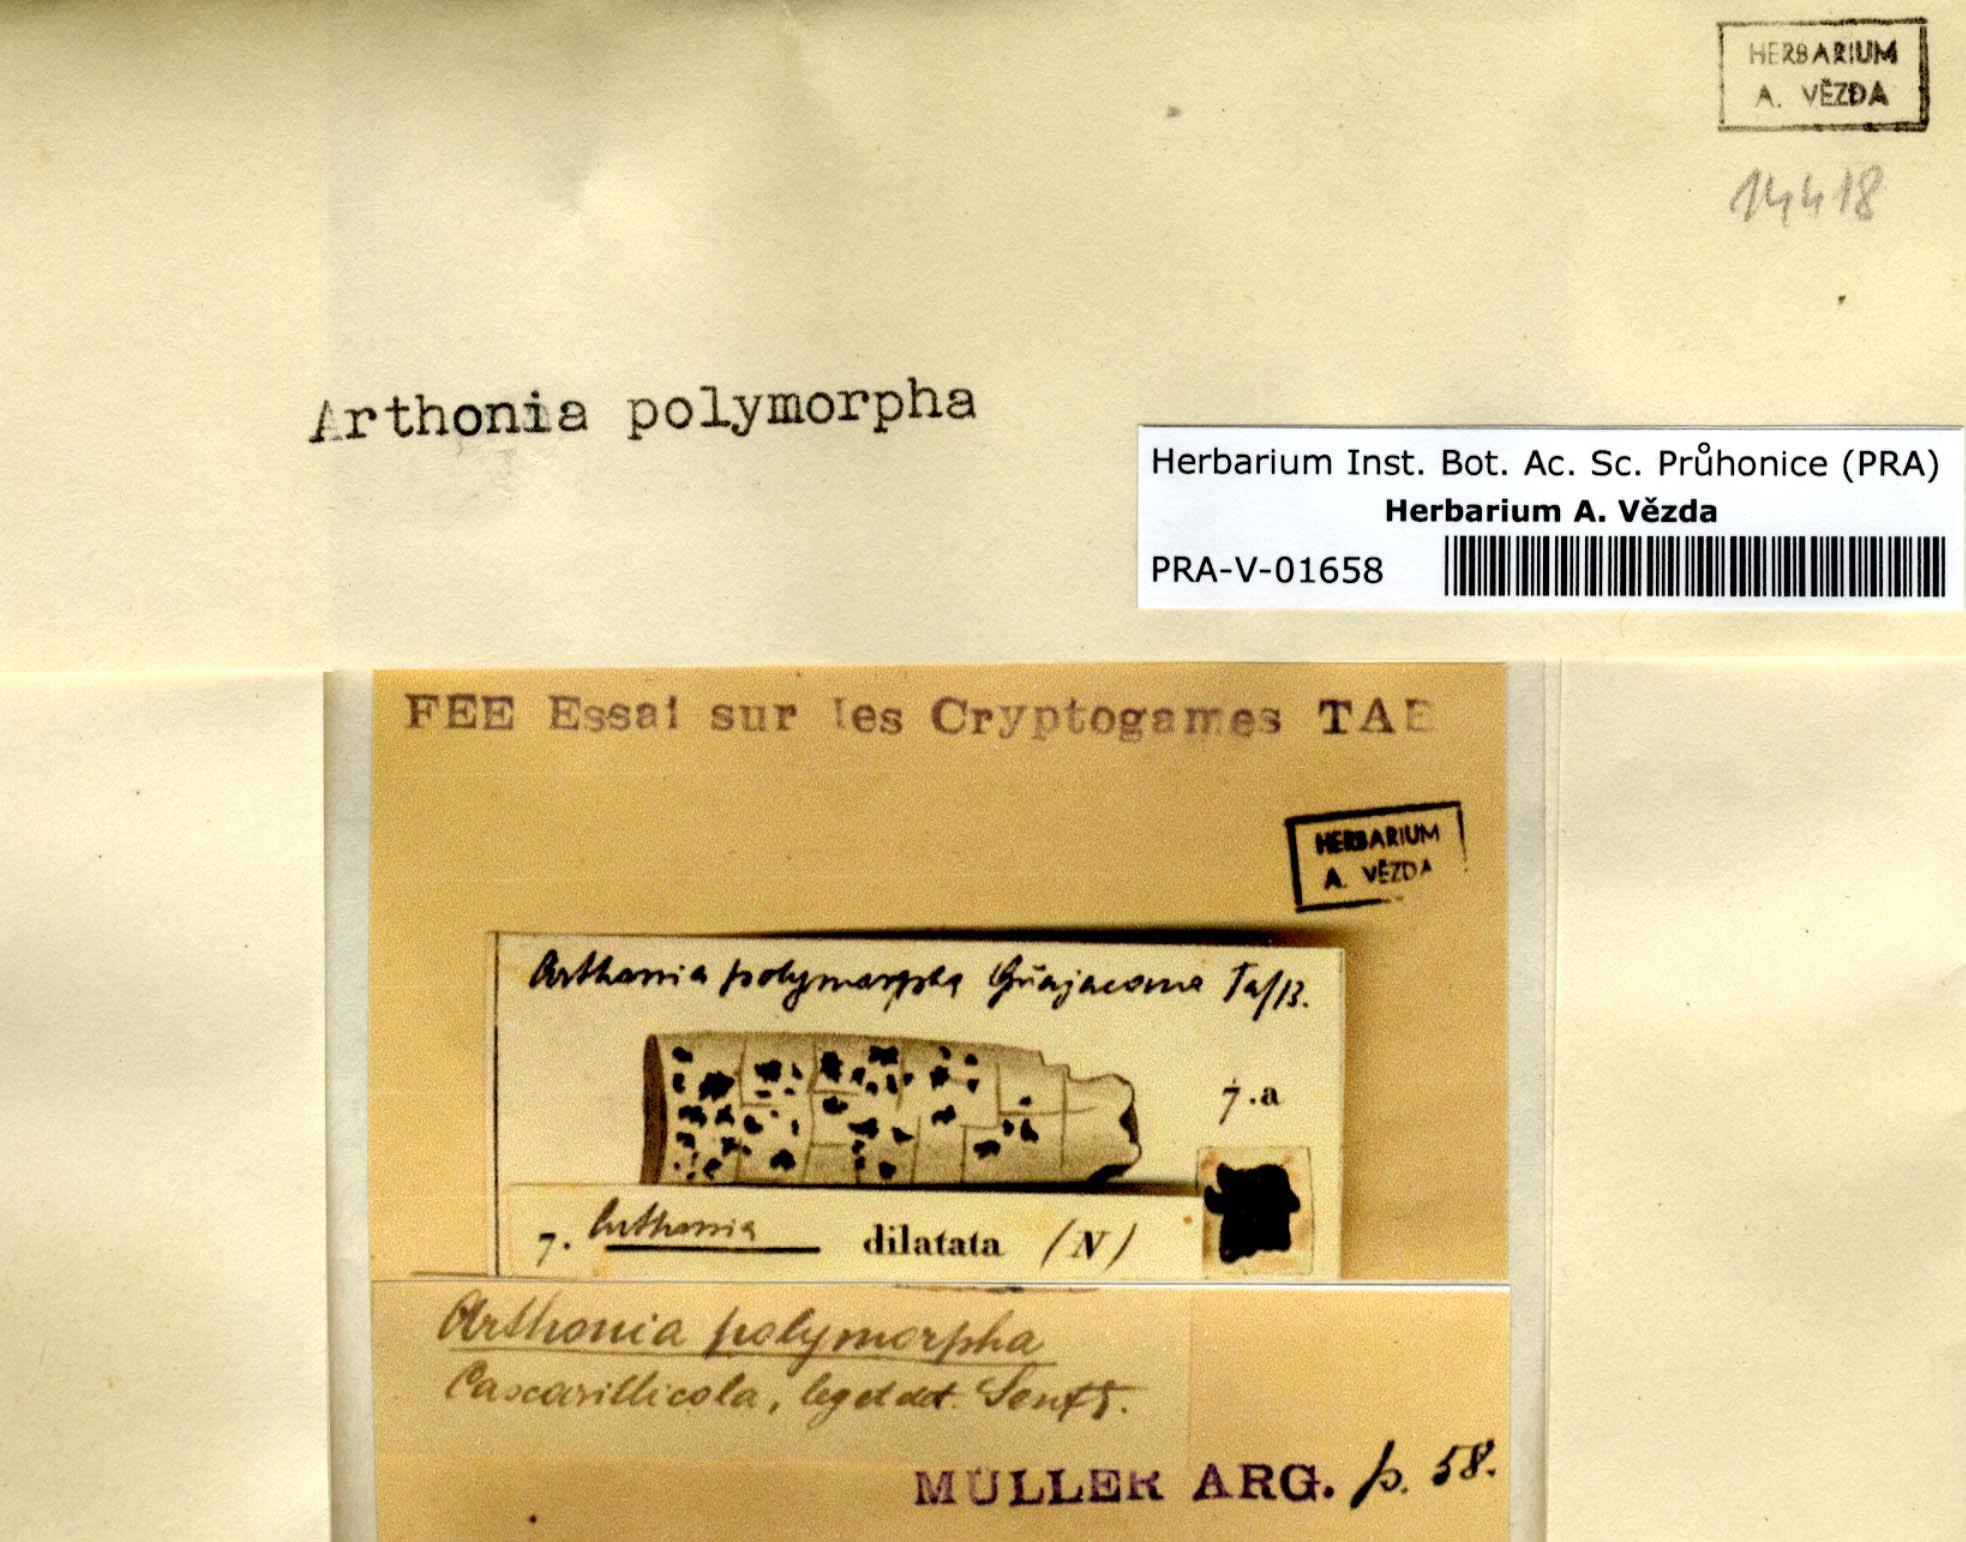 HERBARIUM
A. VĚZDA
14418
Arthonia polymorpha
Herbarium Inst. Bot. Ac. Sc. Průhonice (PRA)
Herbarium A. Vězda
PRA-V-01658
FEE Essai sur les Cryptogames TAB
HERBARIUM
A. VĚZDA
Arthonia polymorpha
7.a
7. Arthonia dilatata (N)
Arthonia polymorpha
Cascarillicola, leg et det.
MÜLLER ARG. p. 58.